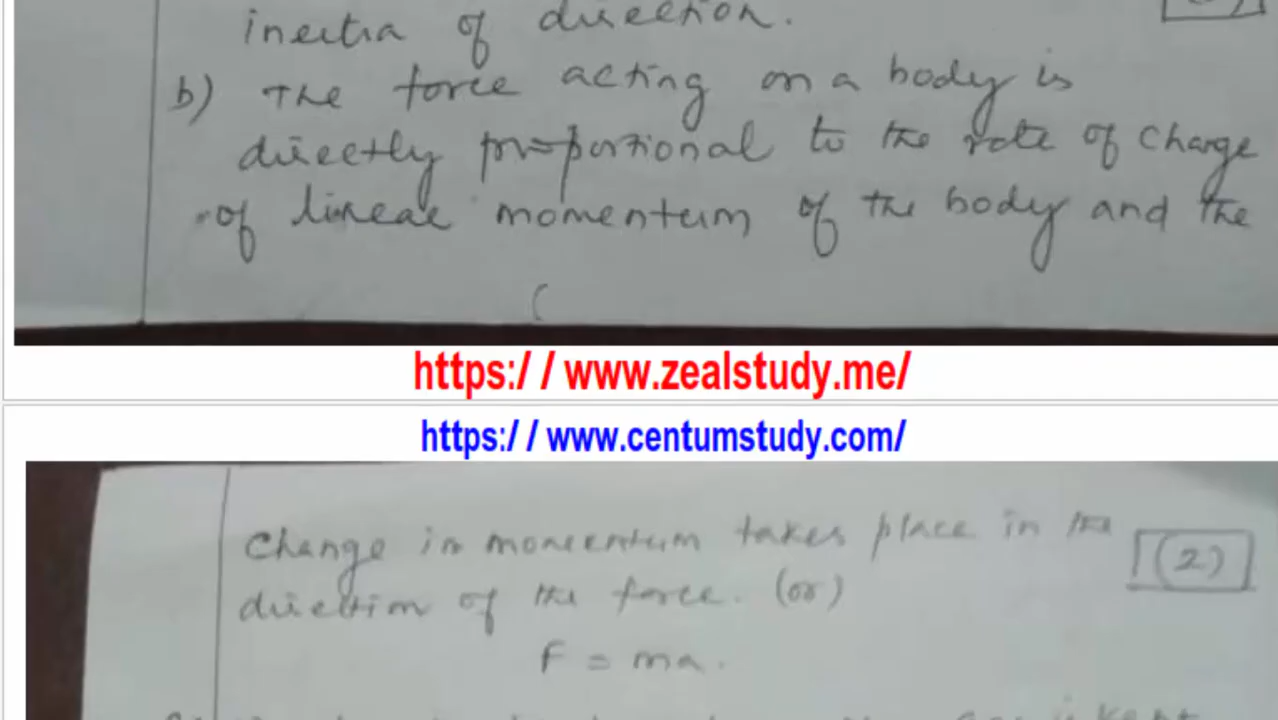 inertia of direction.
b) The force acting on a body is
directly proportional to the rate of change
of linear momentum of the body and the
https://www.zealstudy.me/
https://www.centumstudy.com/
Change in momentum takes place in the
direction of the force. (or)
(2)
F = ma.
is kept